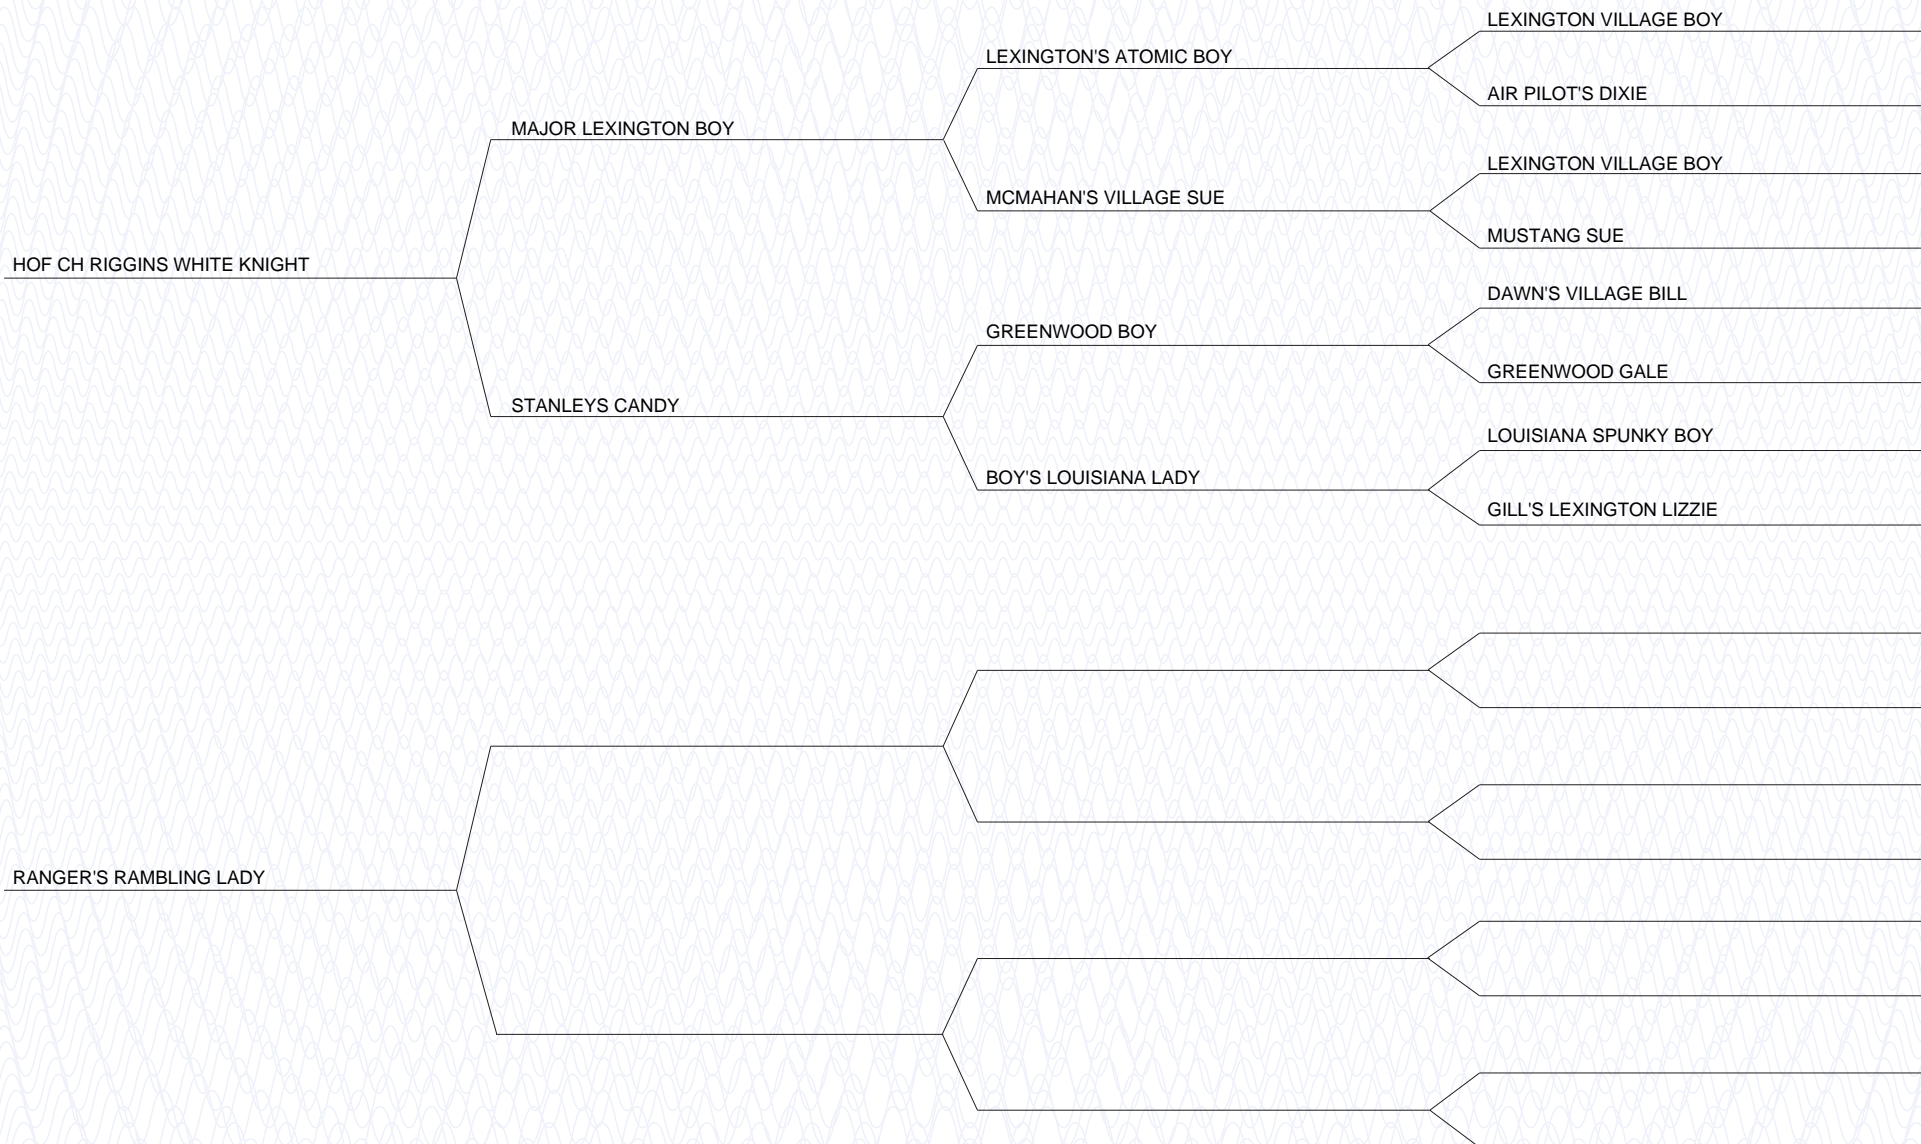 LEXINGTON VILLAGE BOY
LEXINGTON'S ATOMIC BOY
AIR PILOT'S DIXIE
MAJOR LEXINGTON BOY
LEXINGTON VILLAGE BOY
MCMAHAN'S VILLAGE SUE
MUSTANG SUE
HOF CH RIGGINS WHITE KNIGHT
DAWN'S VILLAGE BILL
GREENWOOD BOY
GREENWOOD GALE
STANLEYS CANDY
LOUISIANA SPUNKY BOY
BOY'S LOUISIANA LADY
GILL'S LEXINGTON LIZZIE
RANGER'S RAMBLING LADY